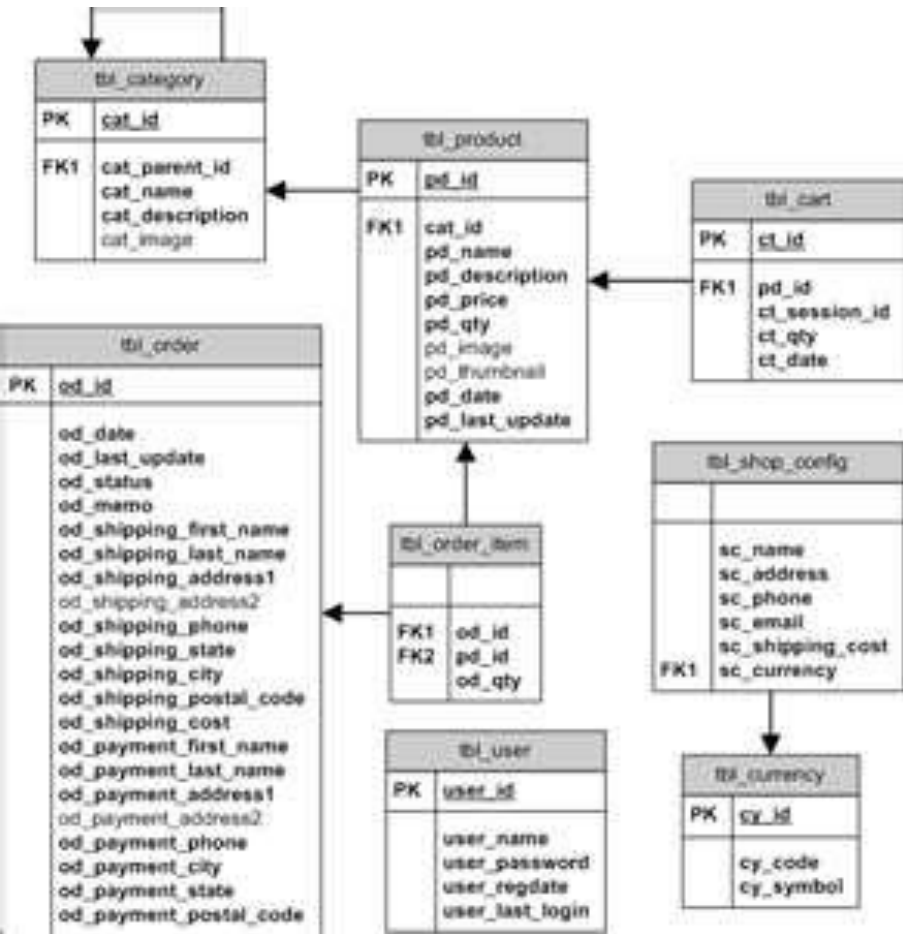 tbl_category
PK cat_id
FK1 cat_parent_id
cat_name
cat_description
cat_image
tbl_product
PK pd_id
FK1 cat_id
pd_name
pd_description
pd_price
pd_qty
pd_image
pd_thumbnail
pd_date
pd_last_update
tbl_cart
PK ct_id
FK1 pd_id
ct_session_id
ct_qty
ct_date
tbl_order
PK od_id
od_date
od_last_update
od_status
od_memo
od_shipping_first_name
od_shipping_last_name
od_shipping_address1
od_shipping_address2
od_shipping_phone
od_shipping_state
od_shipping_city
od_shipping_postal_code
od_shipping_cost
od_payment_first_name
od_payment_last_name
od_payment_address1
od_payment_address2
od_payment_phone
od_payment_city
od_payment_state
od_payment_postal_code
tbl_order_item
FK1 od_id
FK2 pd_id
od_qty
tbl_shop_config
sc_name
sc_address
sc_phone
sc_email
sc_shipping_cost
FK1 sc_currency
tbl_user
PK user_id
user_name
user_password
user_regdate
user_last_login
tbl_currency
PK cy_id
cy_code
cy_symbol